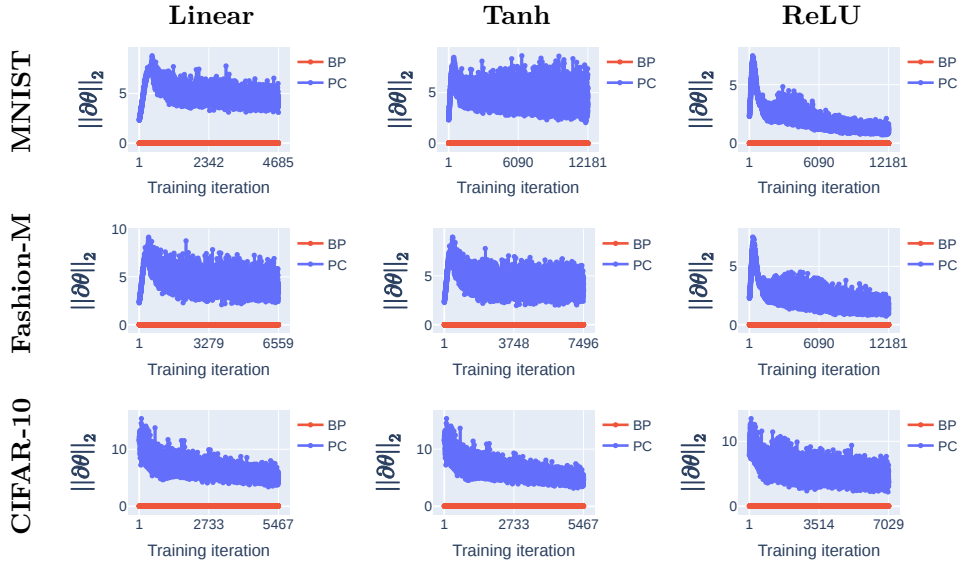 Linear Tanh ReLU
MNIST
||∂θ||₂
5
0
1 2342 4685
Training iteration
BP
PC
||∂θ||₂
5
0
1 6090 12181
Training iteration
BP
PC
||∂θ||₂
5
0
1 6090 12181
Training iteration
BP
PC
Fashion-M
||∂θ||₂
10
5
0
1 3279 6559
Training iteration
BP
PC
||∂θ||₂
5
0
1 3748 7496
Training iteration
BP
PC
||∂θ||₂
5
0
1 6090 12181
Training iteration
BP
PC
CIFAR-10
||∂θ||₂
10
0
1 2733 5467
Training iteration
BP
PC
||∂θ||₂
10
0
1 2733 5467
Training iteration
BP
PC
||∂θ||₂
10
0
1 3514 7029
Training iteration
BP
PC